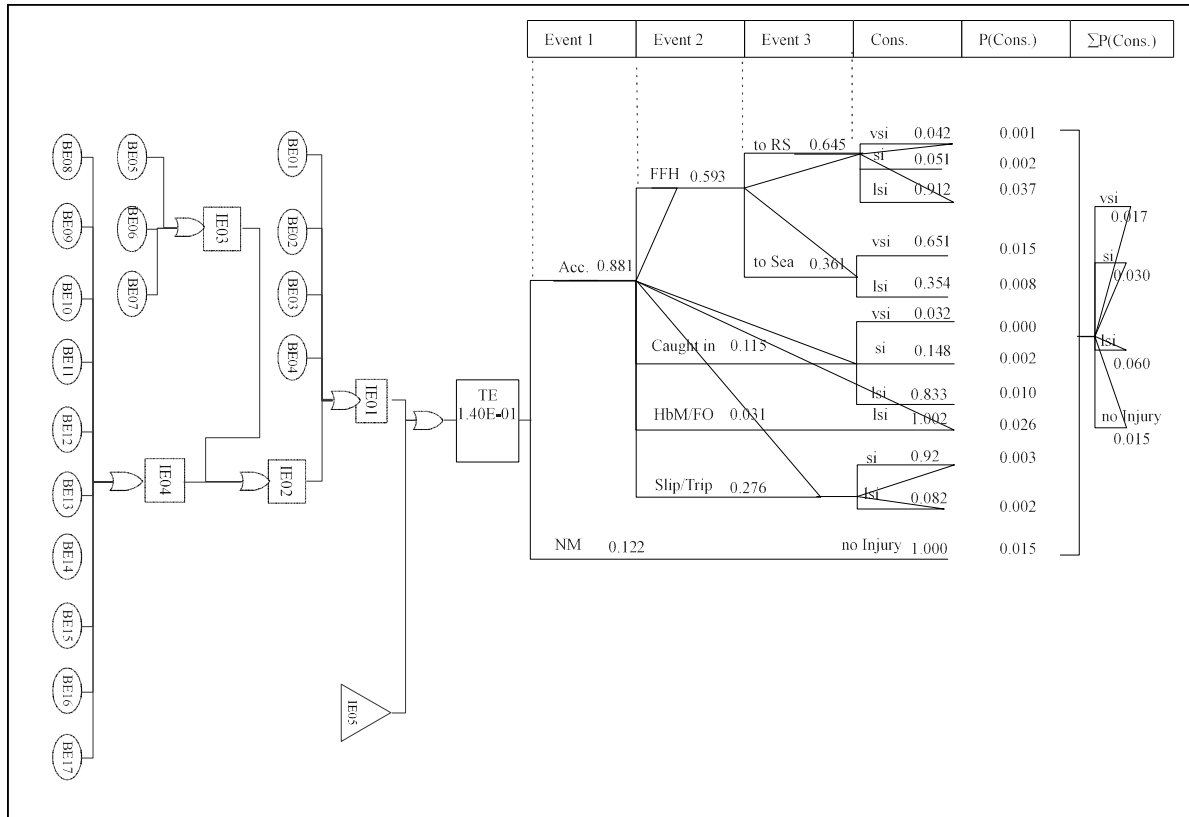 Event 1 Event 2 Event 3 Cons. P(Cons.) ΣP(Cons.)
BE08
BE09
BE10
BE11
BE12
BE13
BE14
BE15
BE16
BE17
BE05
BE06
BE07
IE03
IE04
BE01
BE02
BE03
BE04
IE02
IE01
IE05
TE
1.40E-01
Acc. 0.881
FFH 0.593
to RS 0.645
vsi 0.042 0.001
si 0.051 0.002
lsi 0.912 0.037
to Sea 0.361
vsi 0.651 0.015
lsi 0.354 0.008
Caught in 0.115
vsi 0.032 0.000
si 0.148 0.002
lsi 0.833 0.010
HbM/FO 0.031
lsi 1.002 0.026
Slip/Trip 0.276
si 0.92 0.003
lsi 0.082 0.002
NM 0.122 no Injury 1.000 0.015
vsi
0.017
si
0.030
lsi
0.060
no Injury
0.015